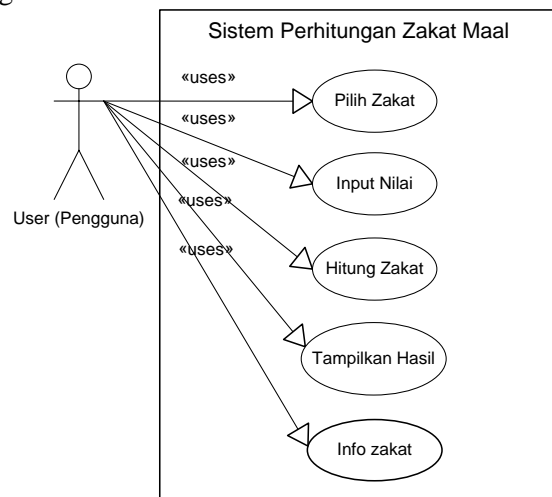 g
Sistem Perhitungan Zakat Maal
«uses»
Pilih Zakat
«uses»
«uses»
Input Nilai
«uses»
User (Pengguna)
«uses»
Hitung Zakat
Tampilkan Hasil
Info zakat